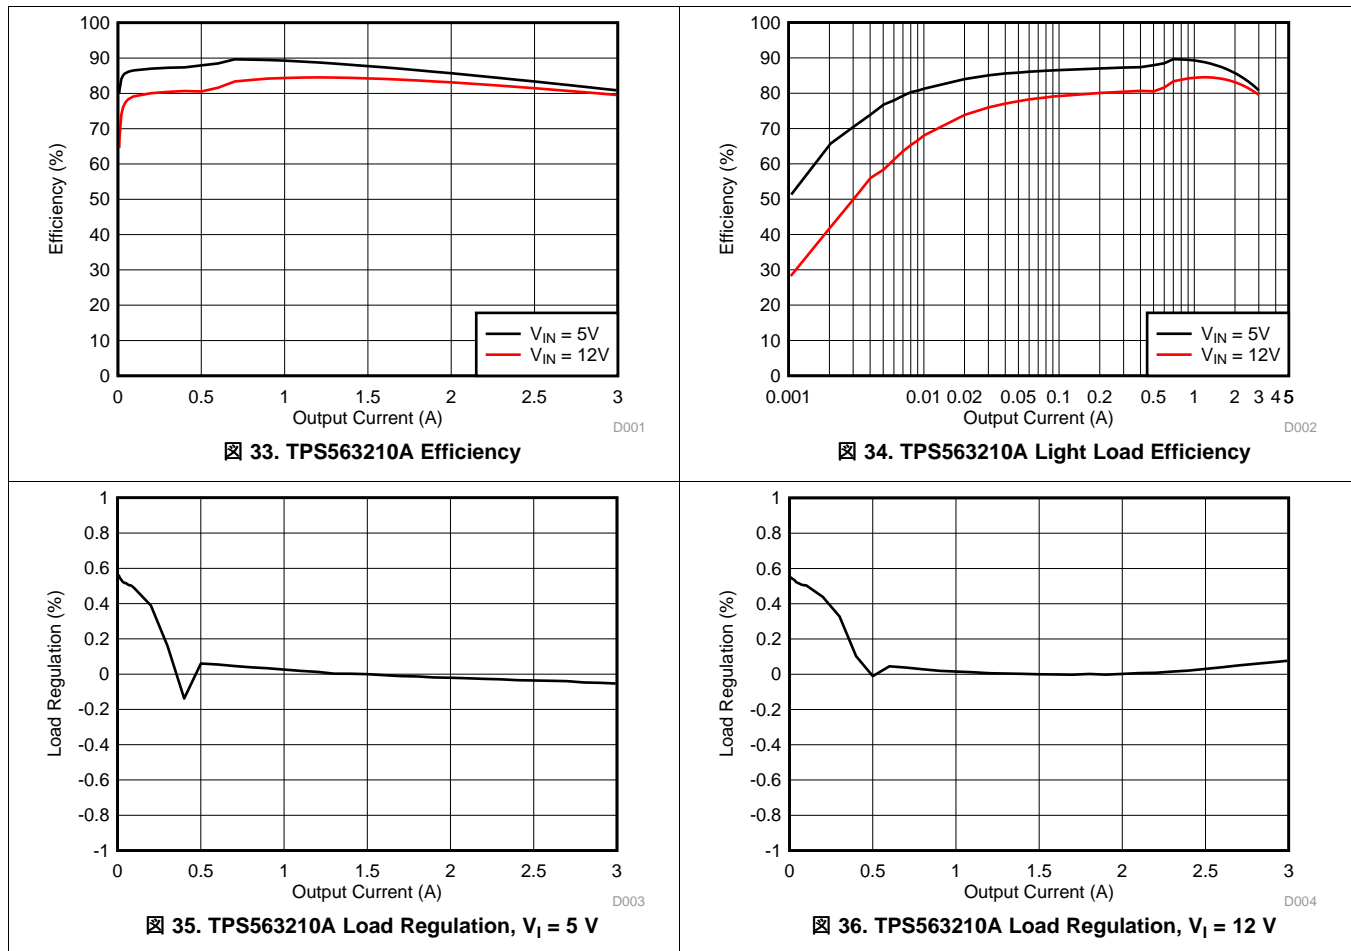 100
90
80
70
60
50
40
30
20
10
0
Efficiency (%)
V_IN = 5V
V_IN = 12V
0 0.5 1 1.5 2 2.5 3
Output Current (A)
D001
図 33. TPS563210A Efficiency
100
90
80
70
60
50
40
30
20
10
0
Efficiency (%)
V_IN = 5V
V_IN = 12V
0.001 0.01 0.02 0.05 0.1 0.2 0.5 1 2 3 4 5
Output Current (A)
D002
図 34. TPS563210A Light Load Efficiency
1
0.8
0.6
0.4
0.2
0
-0.2
-0.4
-0.6
-0.8
-1
Load Regulation (%)
0 0.5 1 1.5 2 2.5 3
Output Current (A)
D003
図 35. TPS563210A Load Regulation, V_I = 5 V
1
0.8
0.6
0.4
0.2
0
-0.2
-0.4
-0.6
-0.8
-1
Load Regulation (%)
0 0.5 1 1.5 2 2.5 3
Output Current (A)
D004
図 36. TPS563210A Load Regulation, V_I = 12 V